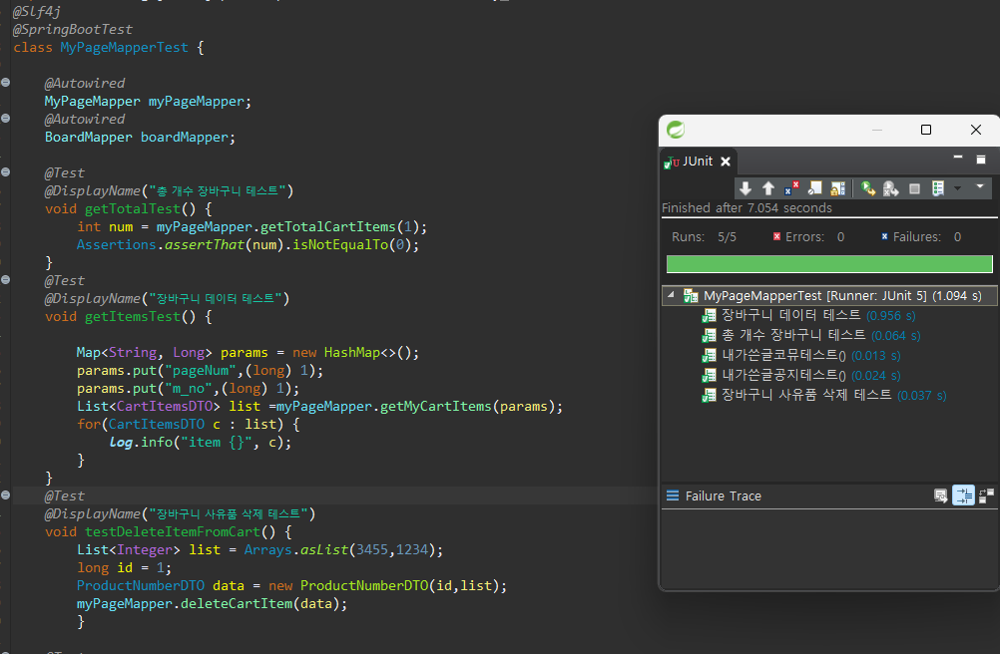 @Slf4j
@SpringBootTest
class MyPageMapperTest {
@Autowired
MyPageMapper myPageMapper;
@Autowired
BoardMapper boardMapper;
@Test
@DisplayName("총 개수 장바구니 테스트")
void getTotalTest() {
int num = myPageMapper.getTotalCartItems(1);
Assertions.assertThat(num).isNotEqualTo(0);
}
@Test
@DisplayName("장바구니 데이터 테스트")
void getItemsTest() {
Map<String, Long> params = new HashMap<>();
params.put("pageNum",(long) 1);
params.put("m_no",(long) 1);
List<CartItemsDTO> list =myPageMapper.getMyCartItems(params);
for(CartItemsDTO c : list) {
log.info("item {}", c);
}
}
@Test
@DisplayName("장바구니 사유품 삭제 테스트")
void testDeleteItemFromCart() {
List<Integer> list = Arrays.asList(3455,1234);
long id = 1;
ProductNumberDTO data = new ProductNumberDTO(id,list);
myPageMapper.deleteCartItem(data);
}
JUnit
Finished after 7.054 seconds
Runs: 5/5 Errors: 0 Failures: 0
MyPageMapperTest [Runner: JUnit 5] (1.094 s)
장바구니 데이터 테스트 (0.956 s)
총 개수 장바구니 테스트 (0.064 s)
내가쓴글코뮤테스트() (0.013 s)
내가쓴글공지테스트() (0.024 s)
장바구니 사유품 삭제 테스트 (0.037 s)
Failure Trace